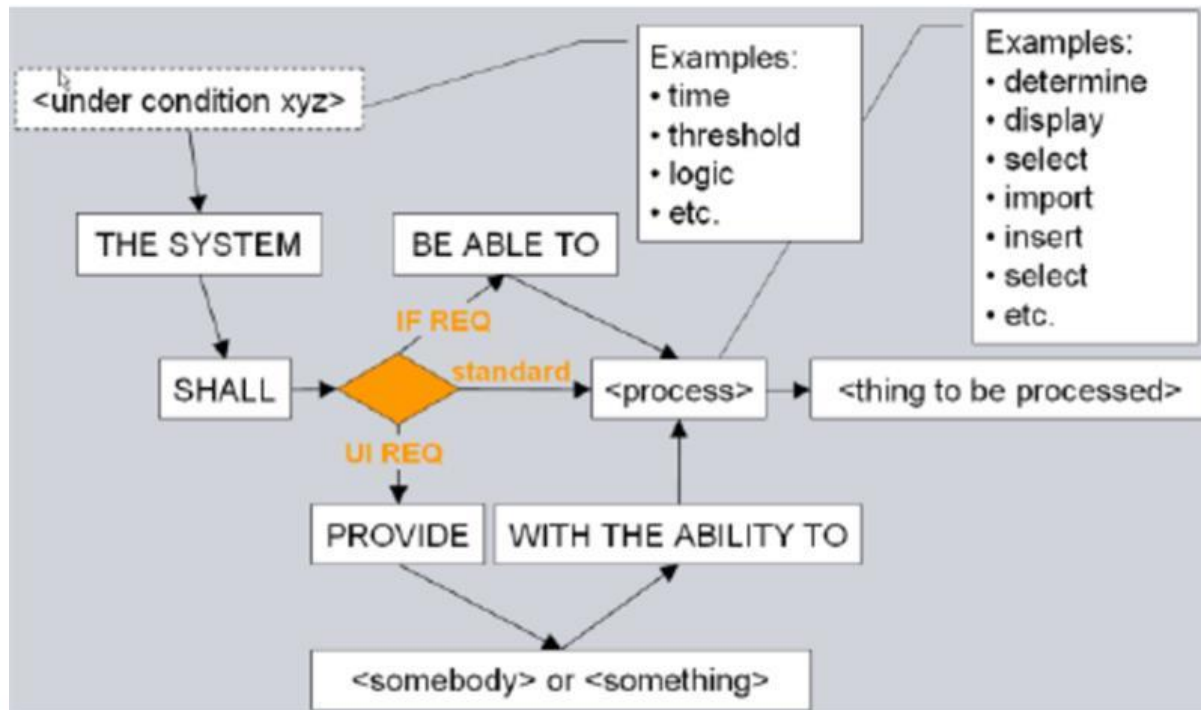 <under condition xyz>
Examples:
• time
• threshold
• logic
• etc.
Examples:
• determine
• display
• select
• import
• insert
• select
• etc.
THE SYSTEM
BE ABLE TO
IF REQ
SHALL
standard
<process>
<thing to be processed>
UI REQ
PROVIDE
WITH THE ABILITY TO
<somebody> or <something>